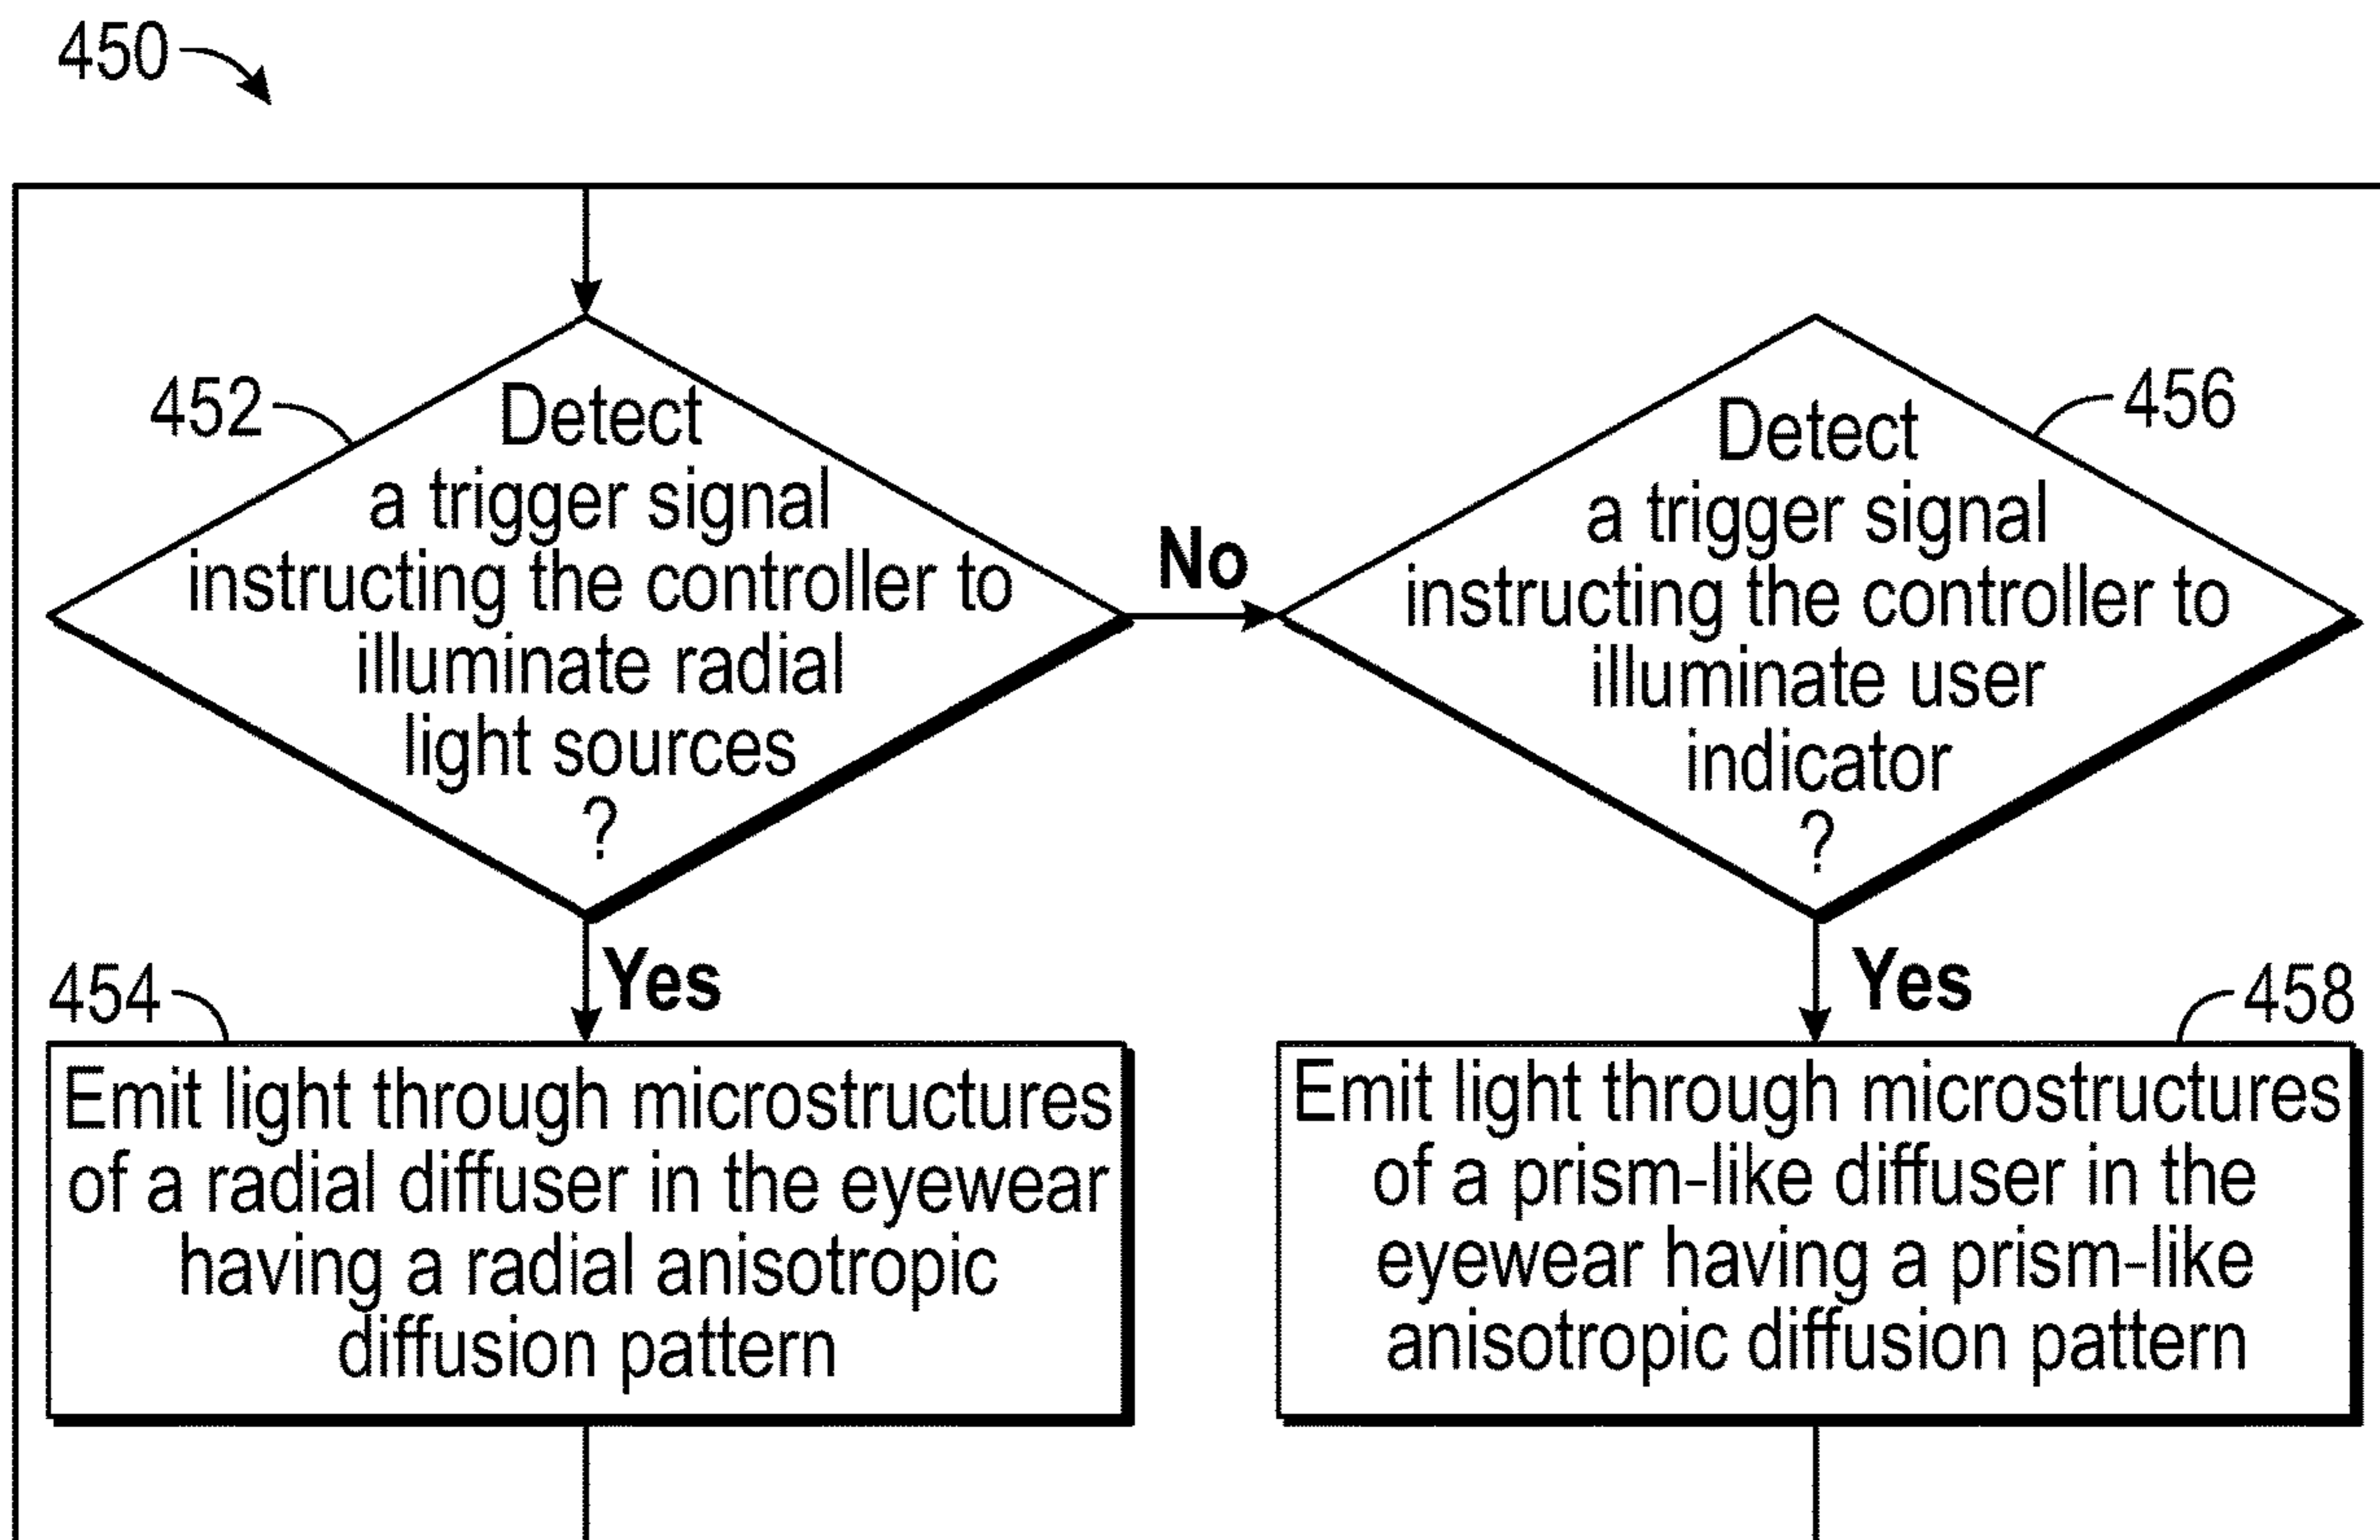 450
452
Detect
a trigger signal
instructing the controller to
illuminate radial
light sources
?
No
456
Detect
a trigger signal
instructing the controller to
illuminate user
indicator
?
Yes
Yes
454
Emit light through microstructures
of a radial diffuser in the eyewear
having a radial anisotropic
diffusion pattern
458
Emit light through microstructures
of a prism-like diffuser in the
eyewear having a prism-like
anisotropic diffusion pattern